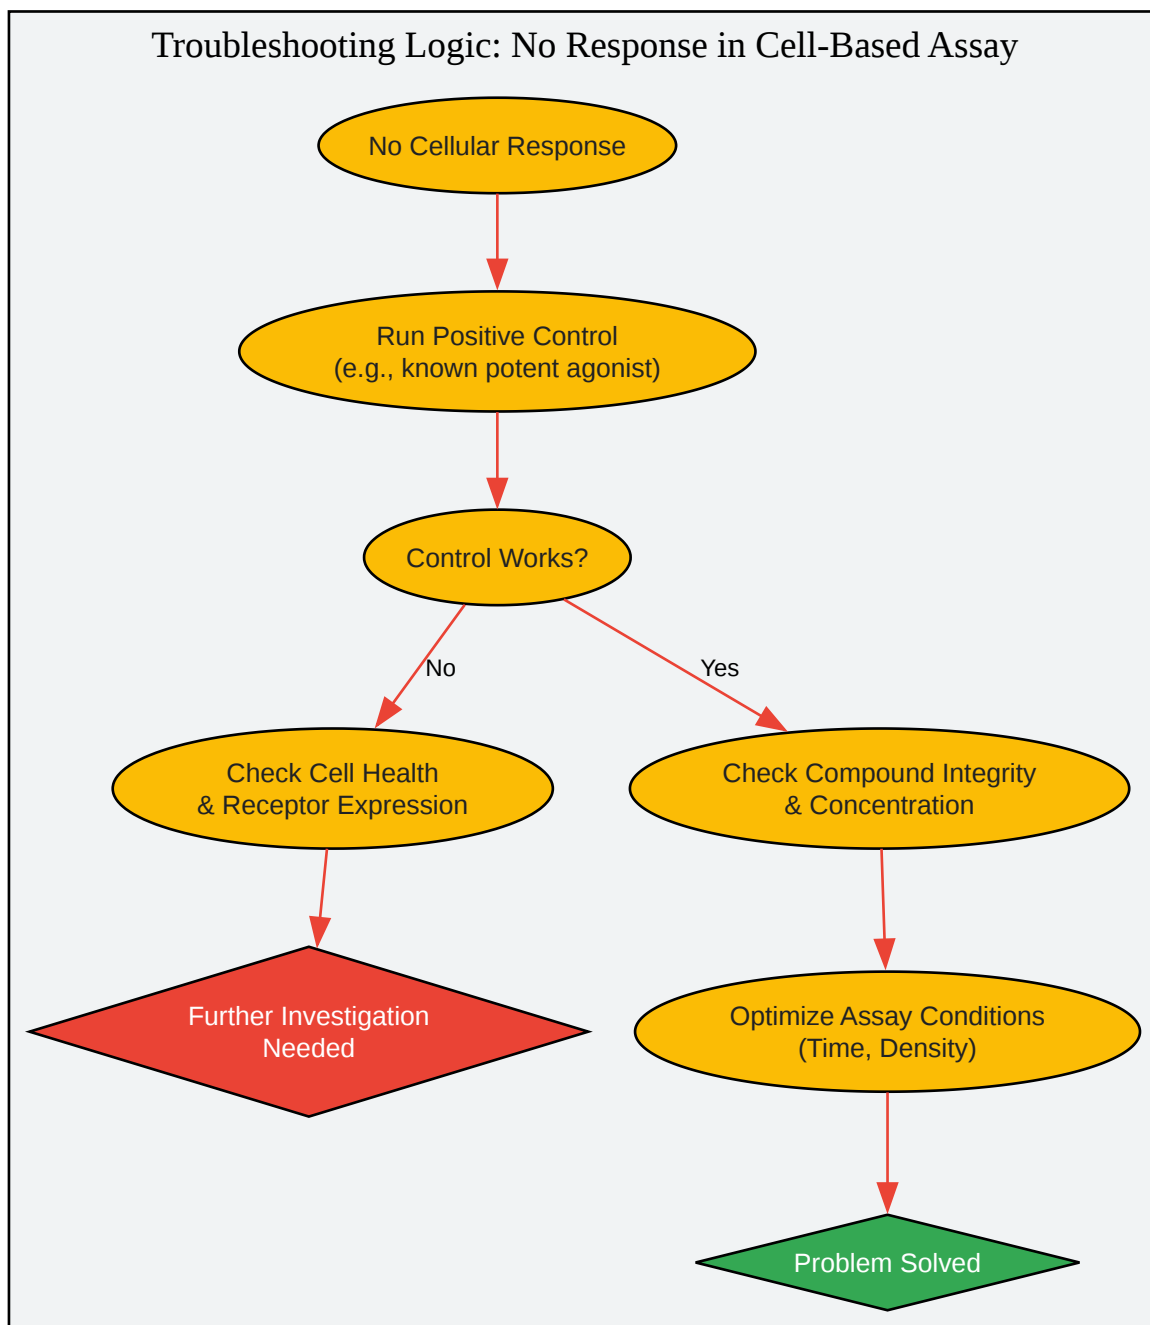 Troubleshooting Logic: No Response in Cell-Based Assay
No Cellular Response
Run Positive Control
(e.g., known potent agonist)
Control Works?
No
Yes
Check Cell Health
& Receptor Expression
Check Compound Integrity
& Concentration
Further Investigation
Needed
Optimize Assay Conditions
(Time, Density)
Problem Solved